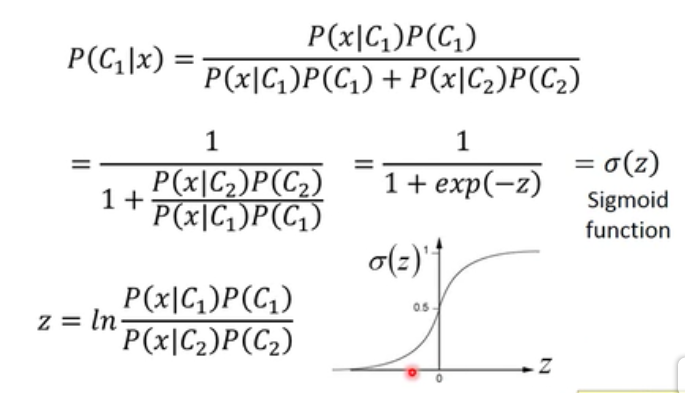 P(C₁|x) = P(x|C₁)P(C₁) / P(x|C₁)P(C₁) + P(x|C₂)P(C₂)
= 1 / 1 + P(x|C₂)P(C₂) / P(x|C₁)P(C₁) = 1 / 1 + exp(−z) = σ(z)
Sigmoid
function
z = ln P(x|C₁)P(C₁) / P(x|C₂)P(C₂)
σ(z)
1
0.5
0
z